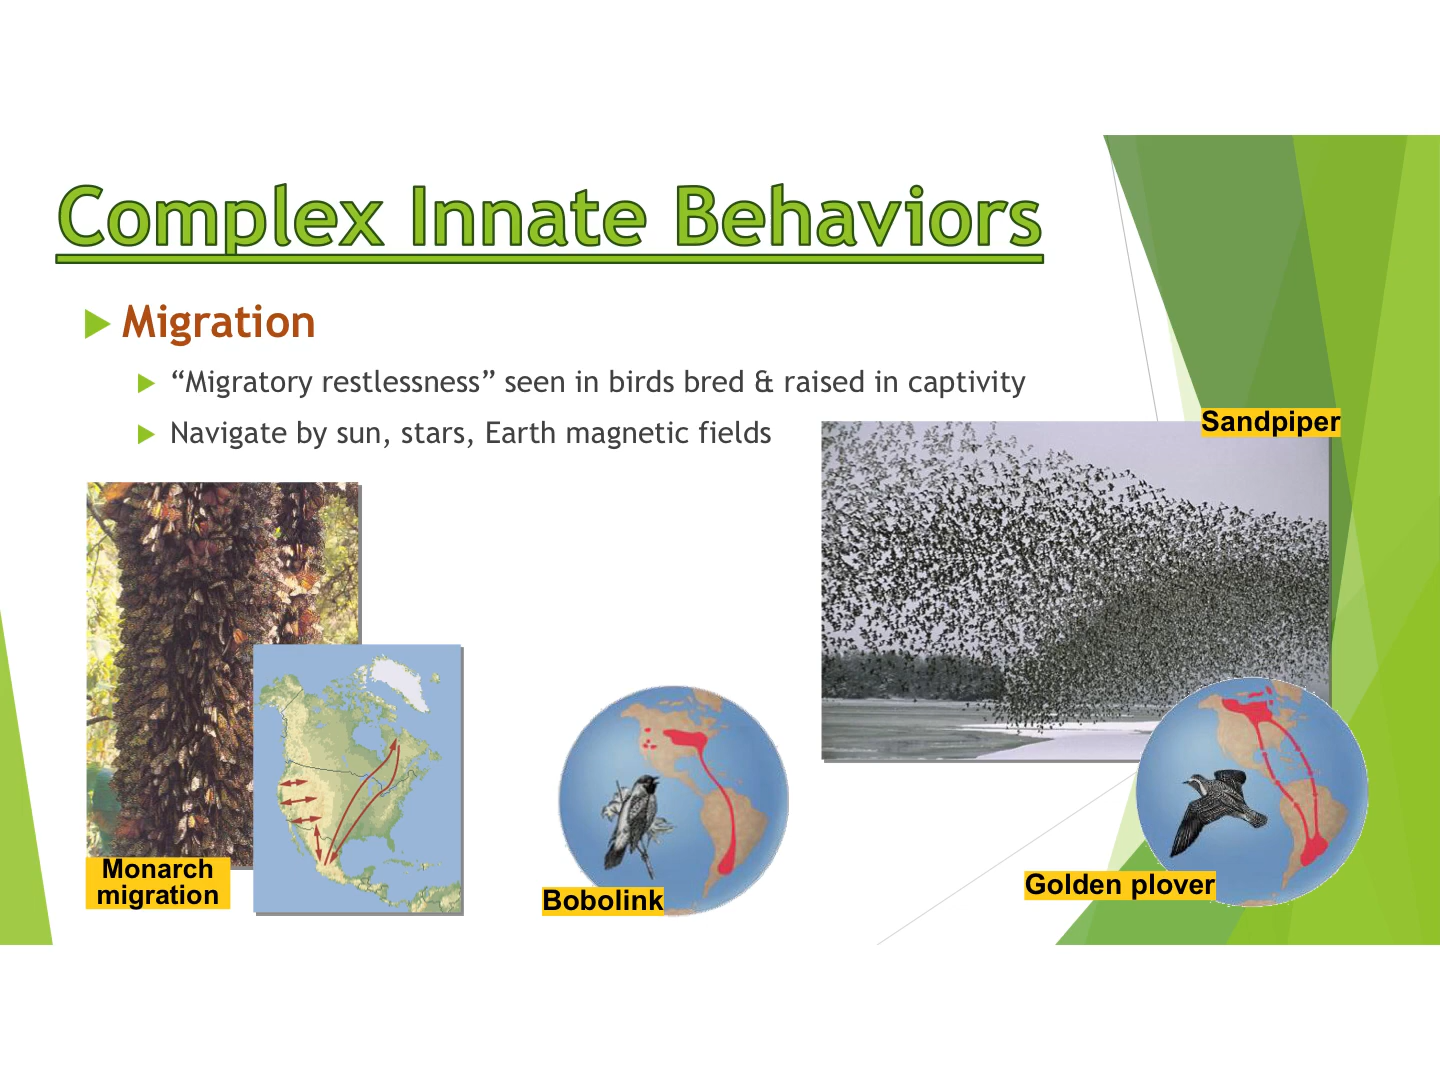 Complex Innate Behaviors
Migration
“Migratory restlessness” seen in birds bred & raised in captivity
Navigate by sun, stars, Earth magnetic fields
Sandpiper
Monarch
migration
Bobolink
Golden plover